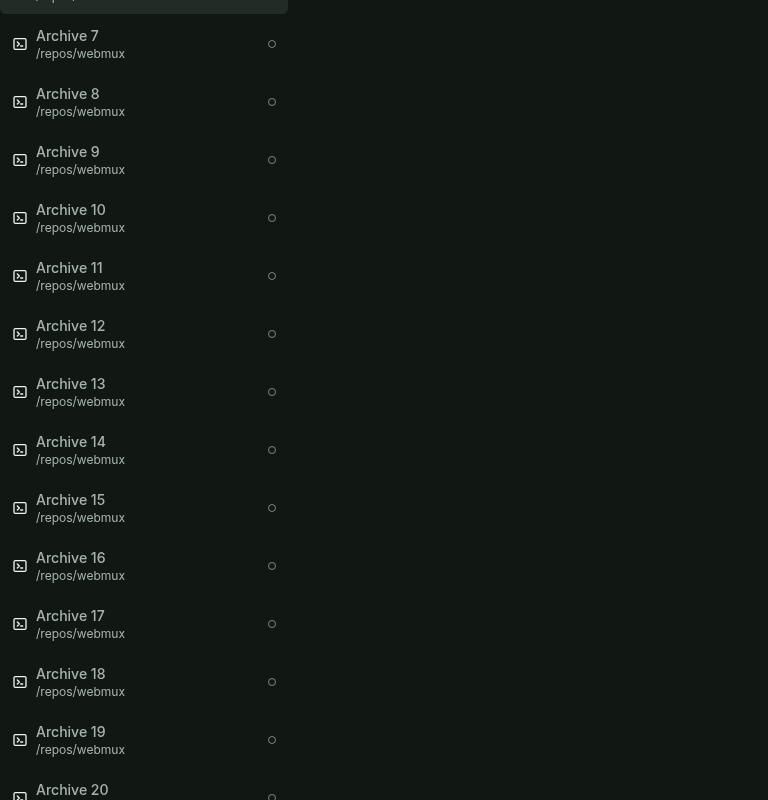 Archive 7
/repos/webmux
Archive 8
/repos/webmux
Archive 9
/repos/webmux
Archive 10
/repos/webmux
Archive 11
/repos/webmux
Archive 12
/repos/webmux
Archive 13
/repos/webmux
Archive 14
/repos/webmux
Archive 15
/repos/webmux
Archive 16
/repos/webmux
Archive 17
/repos/webmux
Archive 18
/repos/webmux
Archive 19
/repos/webmux
Archive 20